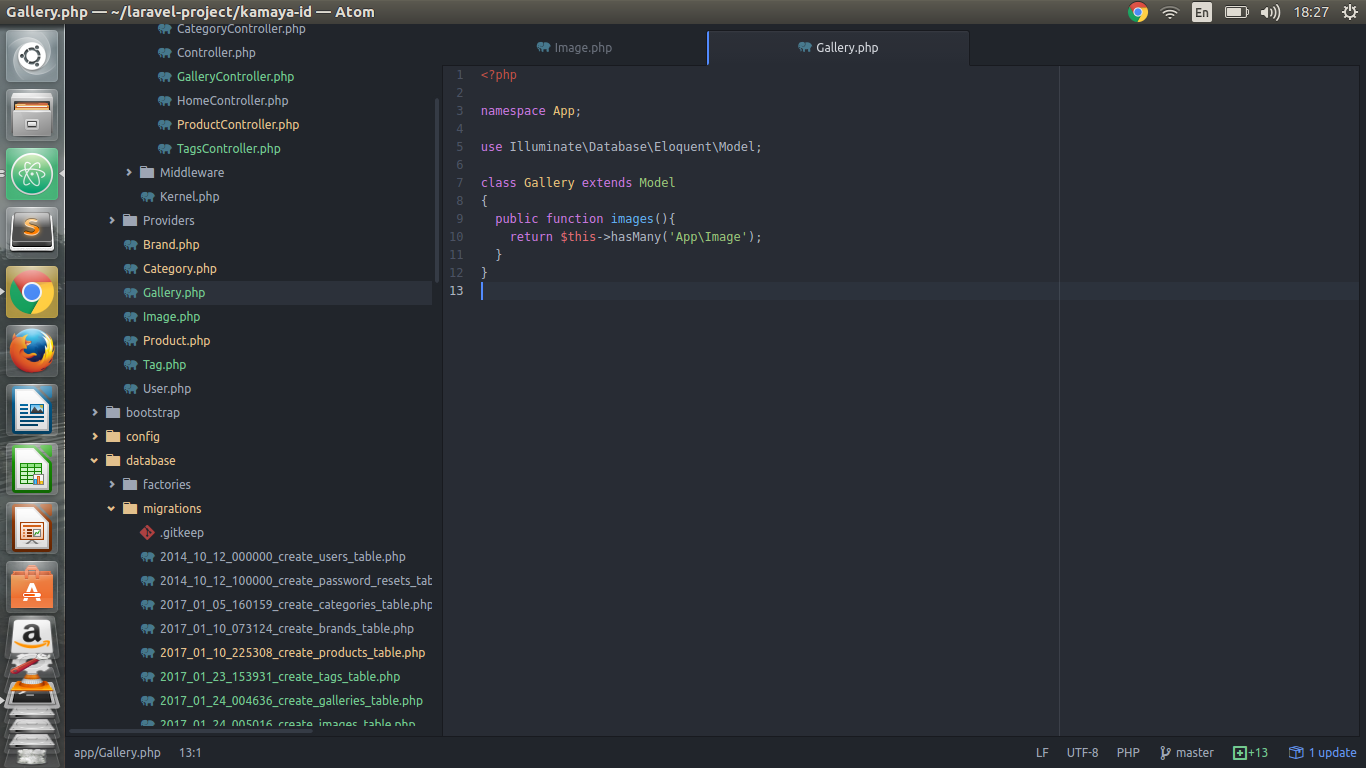 Gallery.php — ~/laravel-project/kamaya-id — Atom
En
18:27
CategoryController.php
Controller.php
GalleryController.php
HomeController.php
ProductController.php
TagsController.php
Middleware
Kernel.php
Providers
Brand.php
Category.php
Gallery.php
Image.php
Product.php
Tag.php
User.php
bootstrap
config
database
factories
migrations
.gitkeep
2014_10_12_000000_create_users_table.php
2014_10_12_100000_create_password_resets_tab
2017_01_05_160159_create_categories_table.php
2017_01_10_073124_create_brands_table.php
2017_01_10_225308_create_products_table.php
2017_01_23_153931_create_tags_table.php
2017_01_24_004636_create_galleries_table.php
2017_01_24_005016_create_images_table.php
Image.php
Gallery.php
1 <?php
2
3 namespace App;
4
5 use Illuminate\Database\Eloquent\Model;
6
7 class Gallery extends Model
8 {
9 public function images(){
10 return $this->hasMany('App\Image');
11 }
12 }
13
app/Gallery.php 13:1
LF UTF-8 PHP master +13 1 update